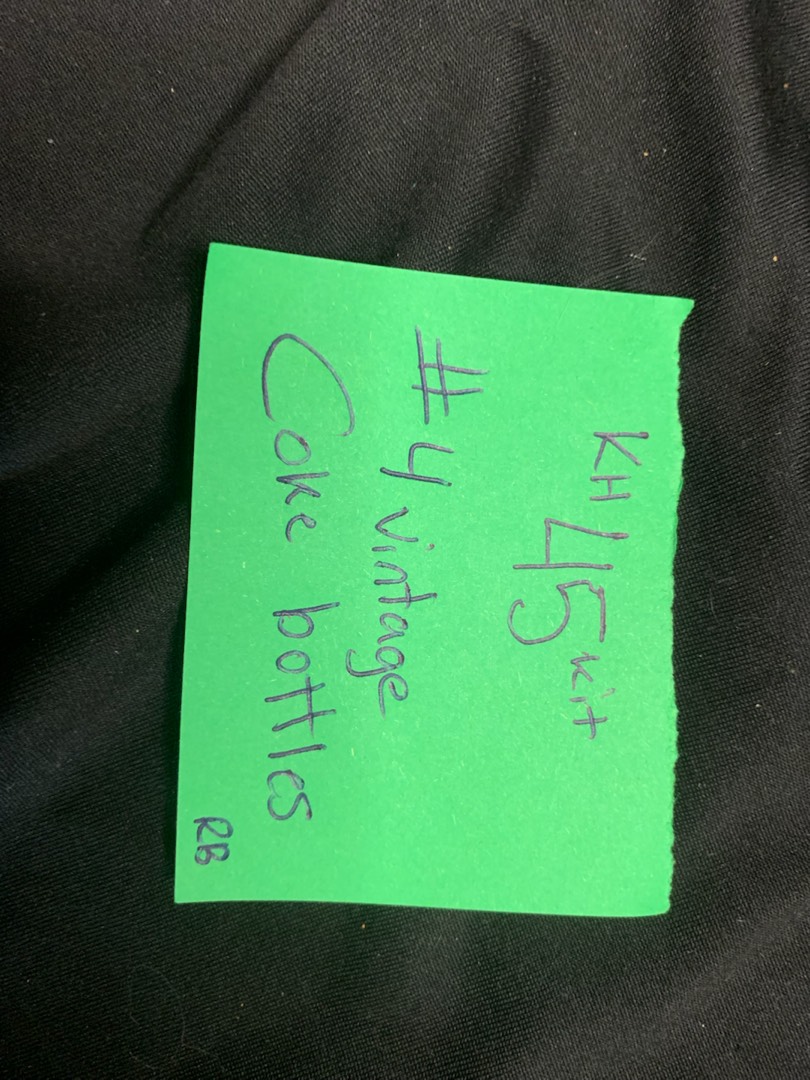 KH 45 kit
#4 vintage
Coke bottles
RB